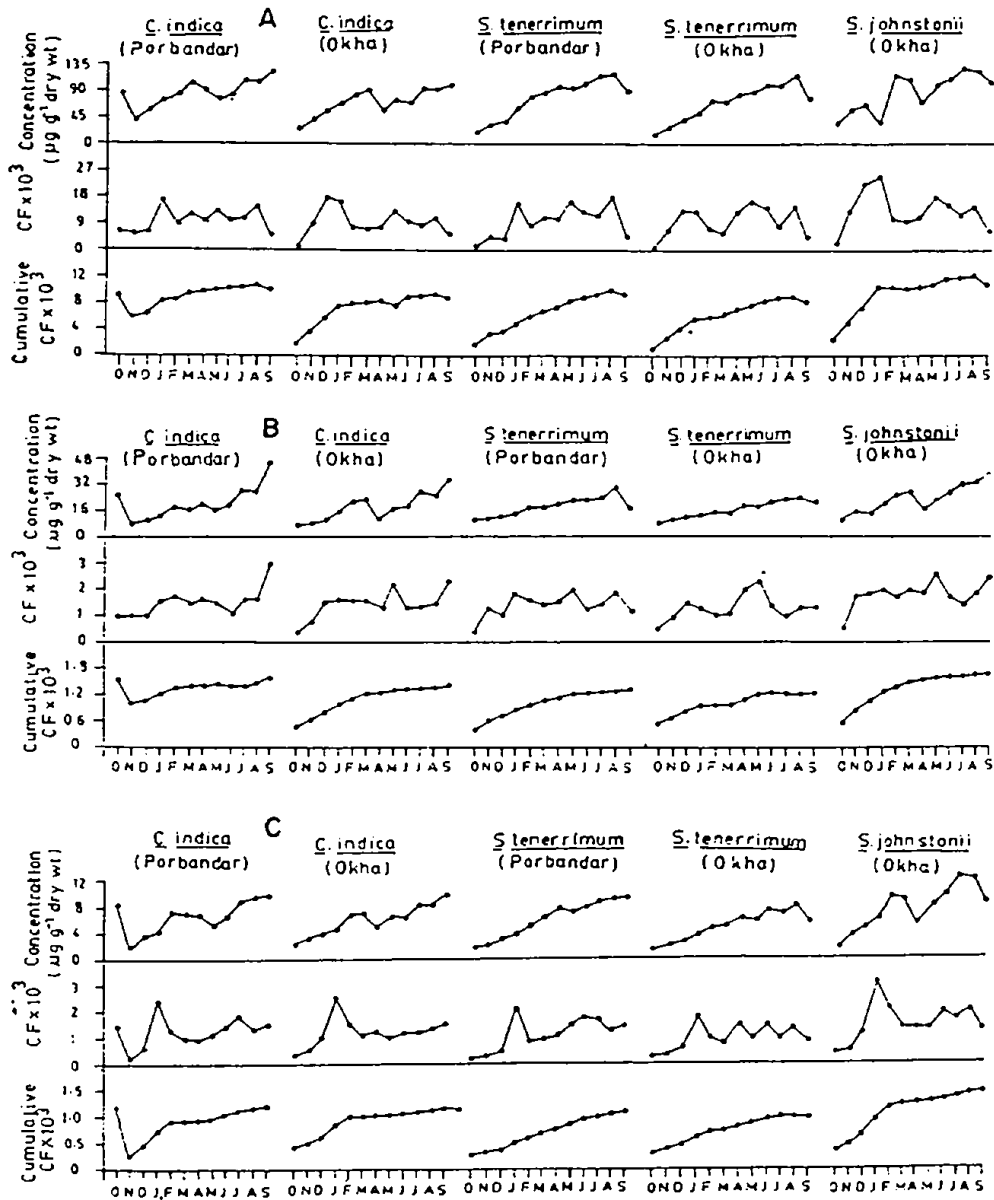 A
C. indica (Porbandar) C. indica (Okha) S. tenerrimum (Porbandar) S. tenerrimum (Okha) S. johnstonii (Okha)
Concentration (µg g⁻¹ dry wt)
135
90
45
0
CF x 10³
27
18
9
0
Cumulative CF x 10³
12
8
4
0
O N D J F M A M J J A S O N D J F M A M J J A S O N D J F M A M J J A S O N D J F M A M J J A S O N D J F M A M J J A S
B
C indica (Porbandar) C. indica (Okha) S tenerrimum (Porbandar) S. tenerrimum (Okha) S. johnstonii (Okha)
Concentration (µg g⁻¹ dry wt)
48
32
16
0
CF x 10³
3
2
1
0
Cumulative CF x 10³
1.2
0 6
0
O N D J F M A M J J A S O N D J F M A M J J A S O N D J F M A M J J A S O N D J F M A M J J A S O N D J F M A M J J A S
C
C indica (Porbandar) C. indica (Okha) S tenerrimum (Porbandar) S. tenerrimum (Okha) S. johnstonii (Okha)
Concentration (µg g⁻¹ dry wt)
12
8
4
0
CF x 10³
3
2
1
0
Cumulative CF x 10³
1.5
1.0
0.5
0
O N D J F M A M J J A S O N D J F M A M J J A S O N D J F M A M J J A S O N D J F M A M J J A S O N D J F M A M J J A S